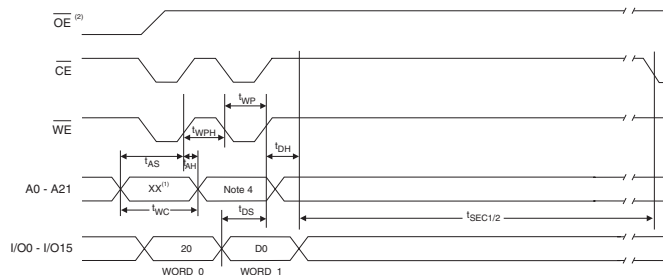 OE (2)
CE
tWP
WE
tWPH
tDH
tAS
tAH
A0 - A21
XX(1)
Note 4
tWC
tDS
tSEC1/2
I/O0 - I/O15
20
D0
WORD 0
WORD 1